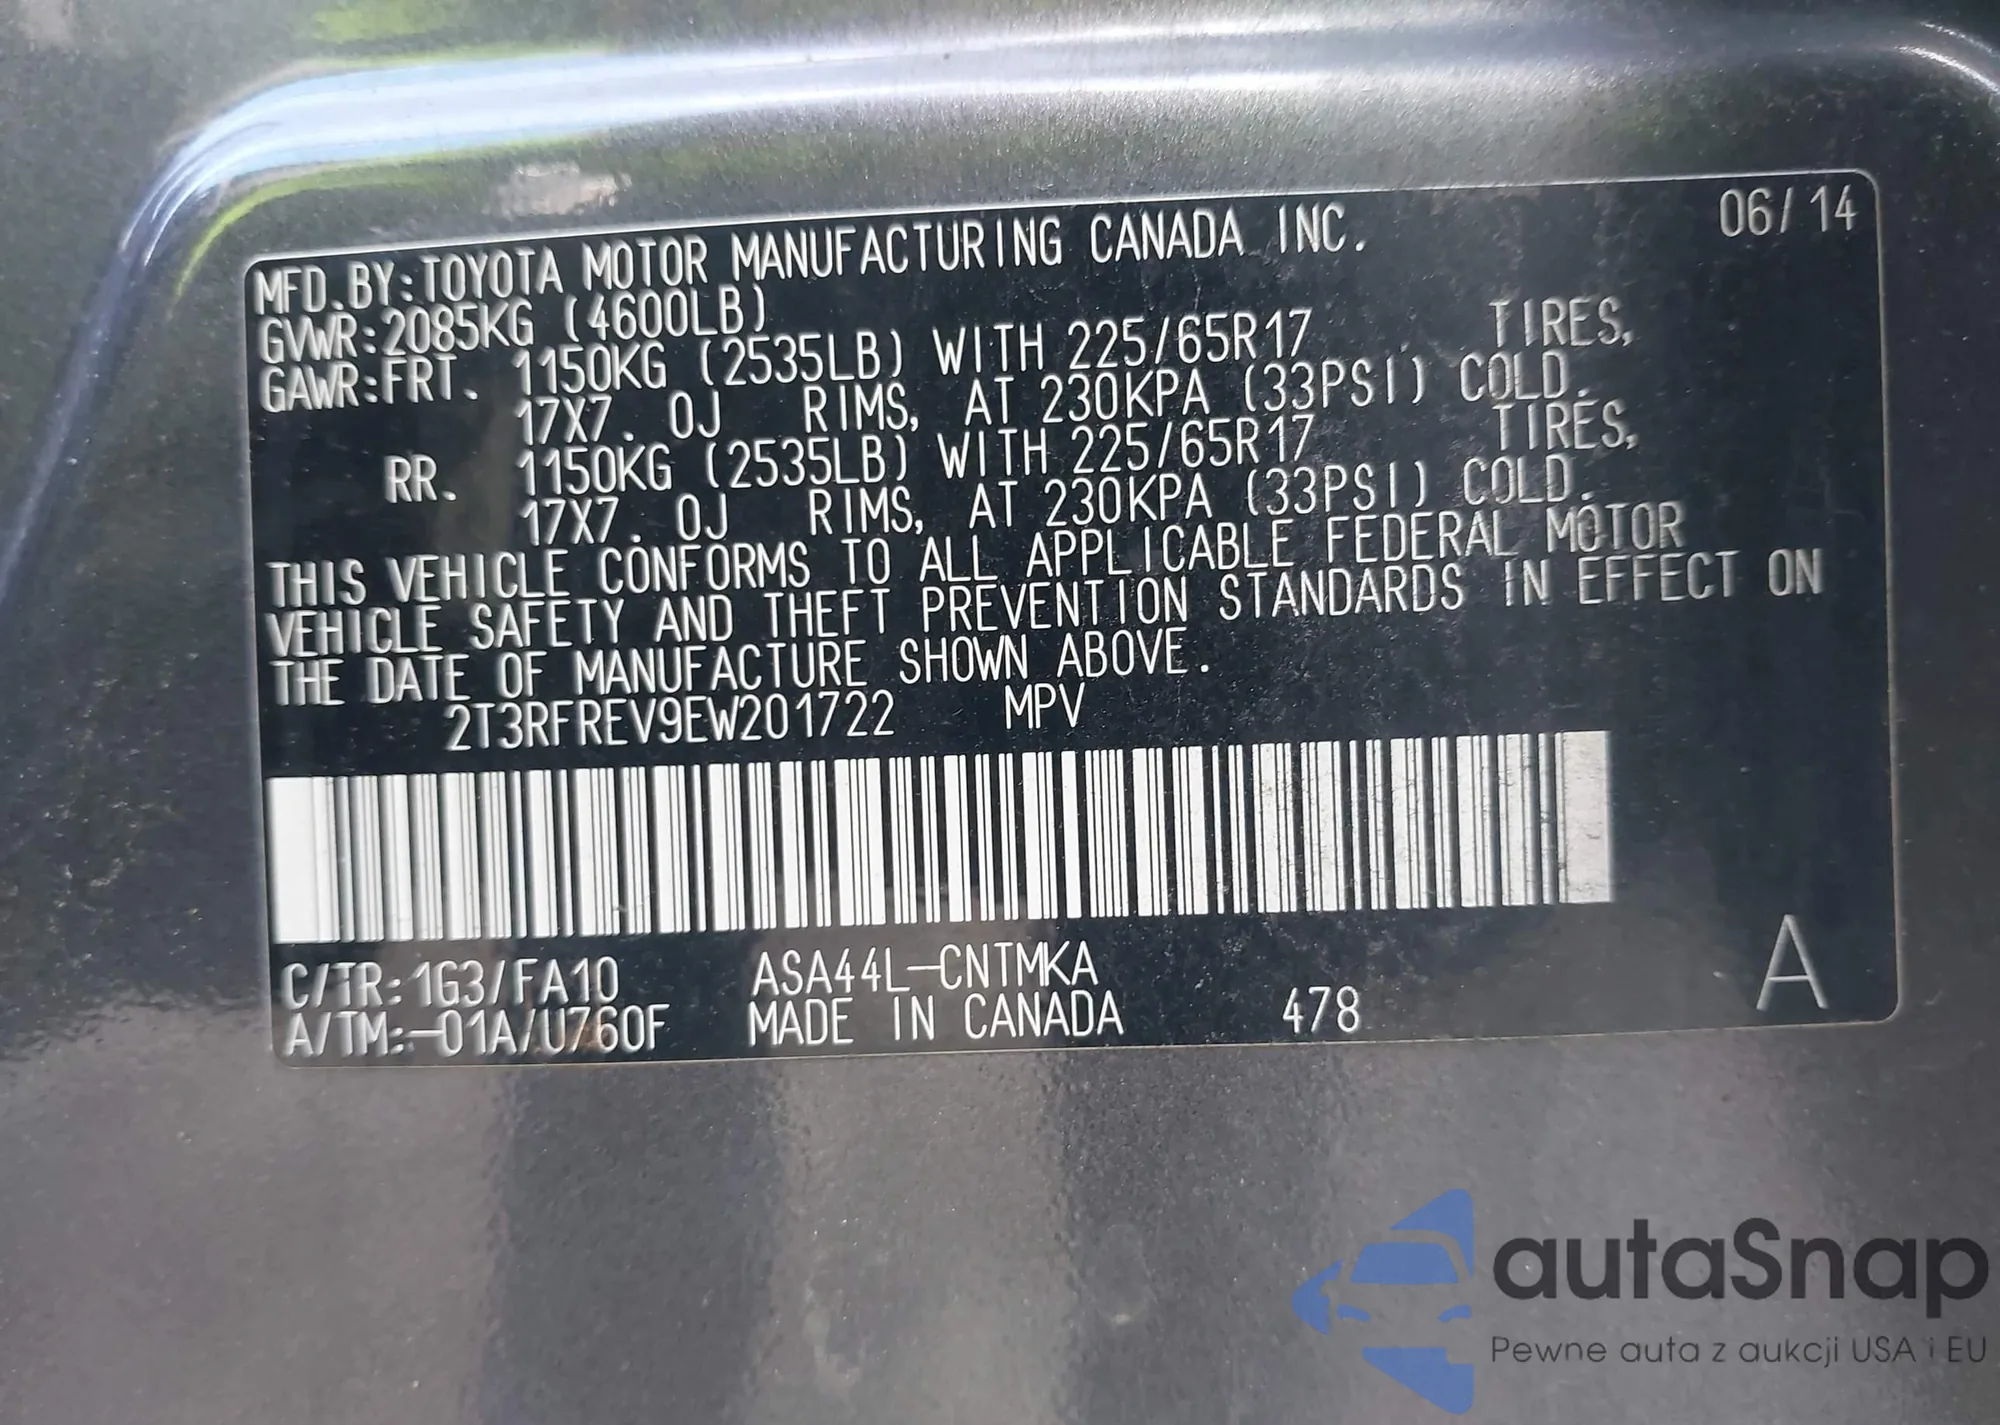 06/14
MFD.BY:TOYOTA MOTOR MANUFACTURING CANADA INC.
GVWR:2085KG (4600LB)
GAWR:FRT. 1150KG (2535LB) WITH 225/65R17 TIRES,
17X7.0J RIMS, AT 230KPA (33PSI) COLD.
RR. 1150KG (2535LB) WITH 225/65R17 TIRES,
17X7.0J RIMS, AT 230KPA (33PSI) COLD.
THIS VEHICLE CONFORMS TO ALL APPLICABLE FEDERAL MOTOR
VEHICLE SAFETY AND THEFT PREVENTION STANDARDS IN EFFECT ON
THE DATE OF MANUFACTURE SHOWN ABOVE.
2T3RFREV9EW201722 MPV
C/TR:1G3/FA10 ASA44L-CNTMKA
A/TM:-01A/U760F MADE IN CANADA 478 A
autaSnap
Pewne auta z aukcji USA i EU